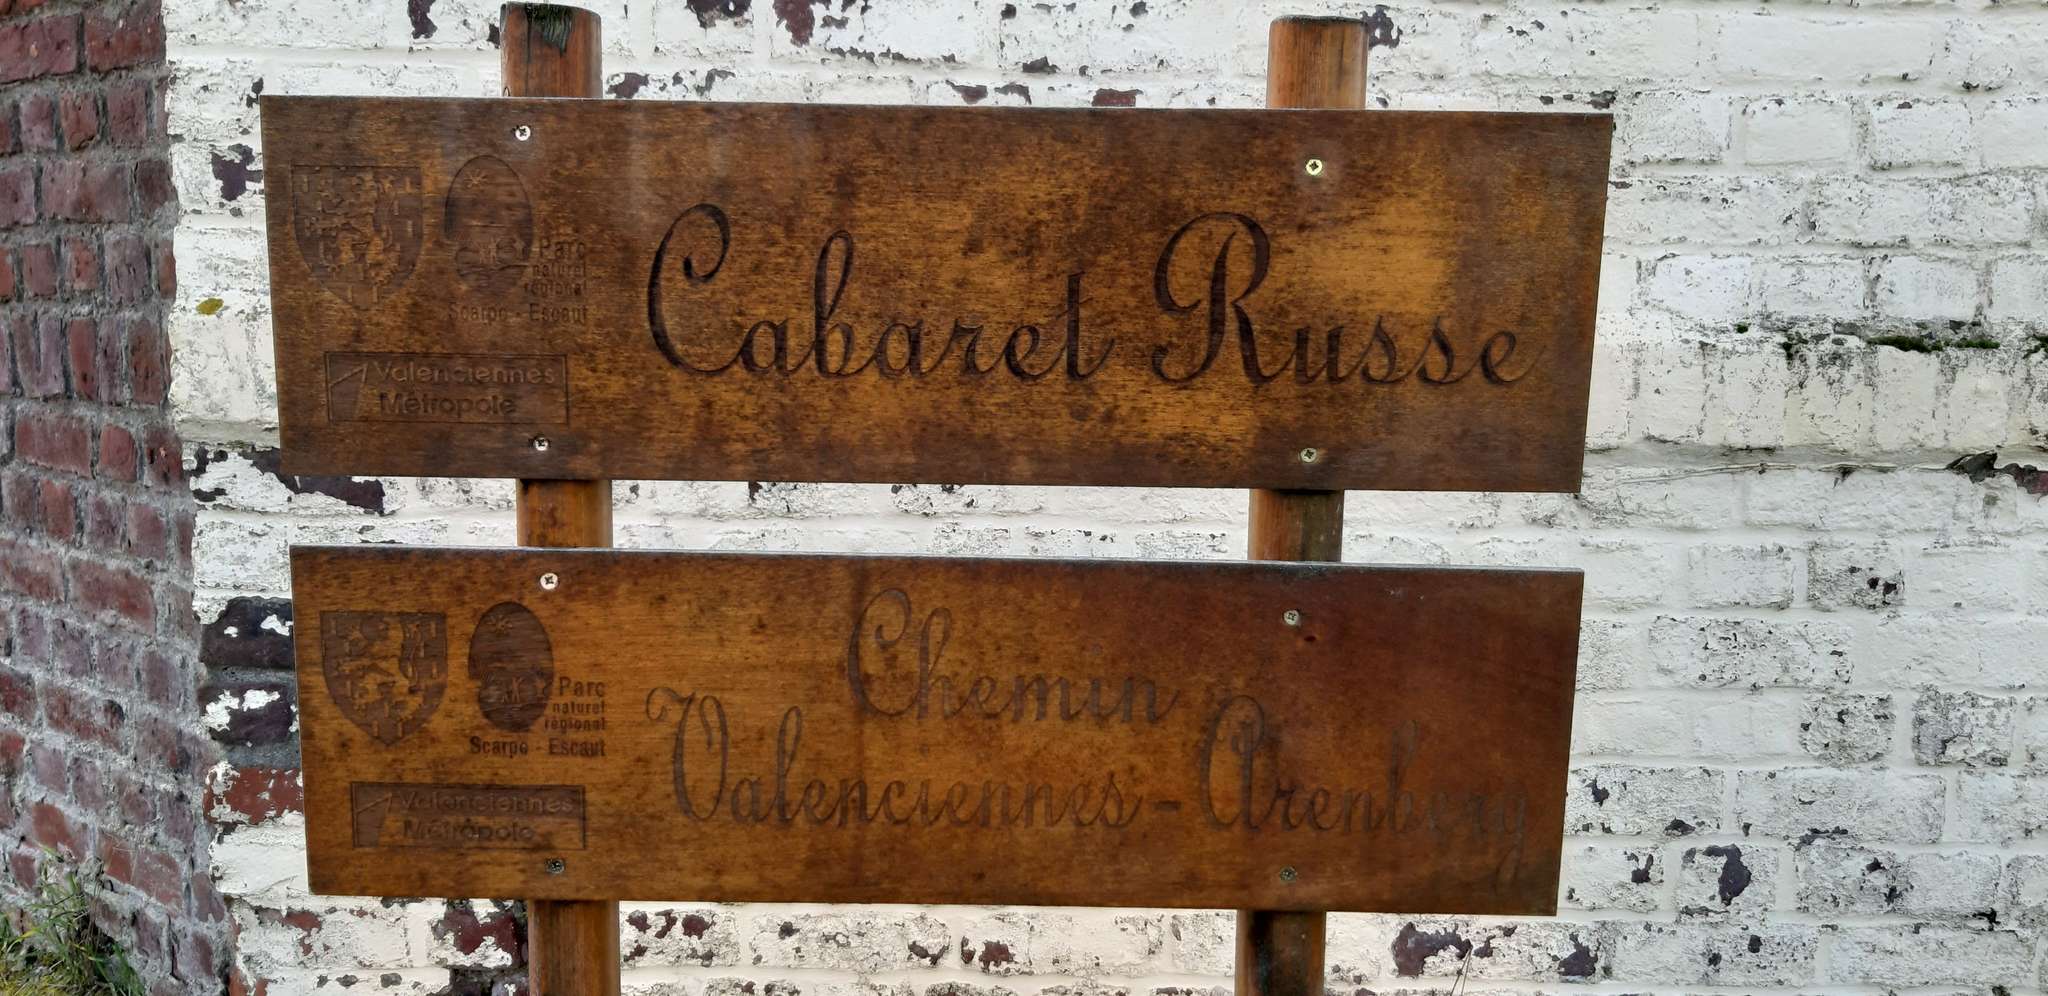 Parc
naturel
régional
Scarpe - Escaut
Valenciennes
Métropole
Cabaret Russe
Parc
naturel
régional
Scarpe - Escaut
Valenciennes
Métropole
Chemin
Valenciennes - Arenberg